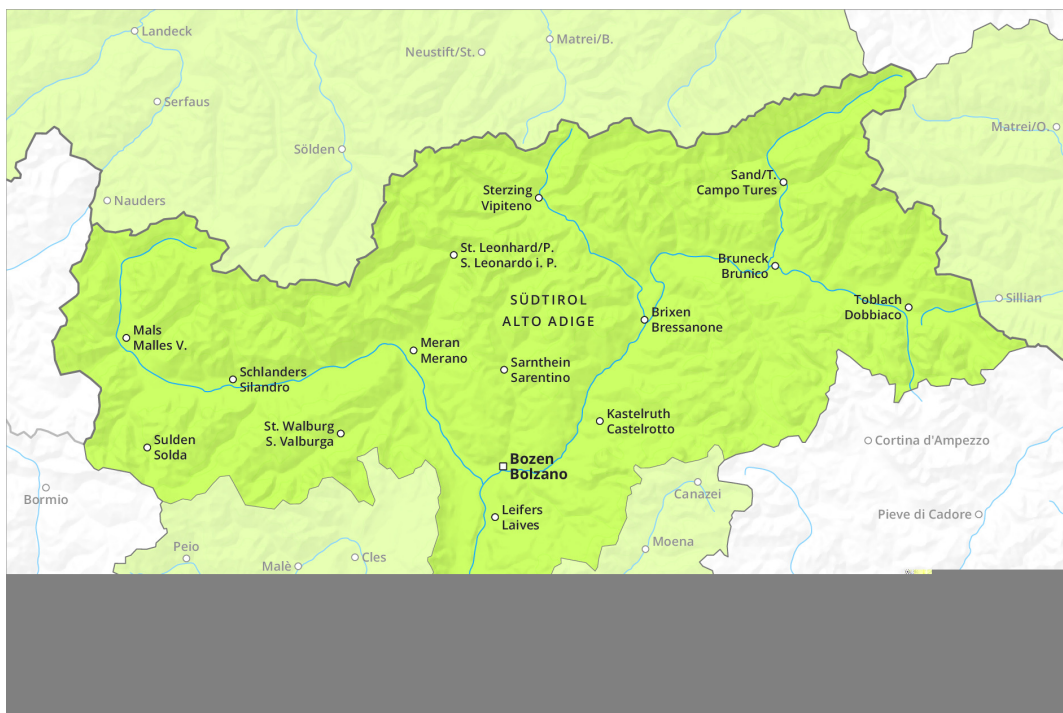 Landeck
Neustift/St.
Matrei/B.
Serfaus
Matrei/O.
Sölden
Sand/T.
Campo Tures
Sterzing
Vipiteno
Nauders
St. Leonhard/P.
S. Leonardo i. P.
Bruneck
Brunico
SÜDTIROL
ALTO ADIGE
Toblach
Dobbiaco
Sillian
Brixen
Bressanone
Mals
Malles V.
Meran
Merano
Sarnthein
Sarentino
Schlanders
Silandro
Kastelruth
Castelrotto
St. Walburg
S. Valburga
Sulden
Solda
Cortina d'Ampezzo
Bozen
Bolzano
Bormio
Canazei
Leifers
Laives
Pieve di Cadore
Peio
Moena
Malè
Cles